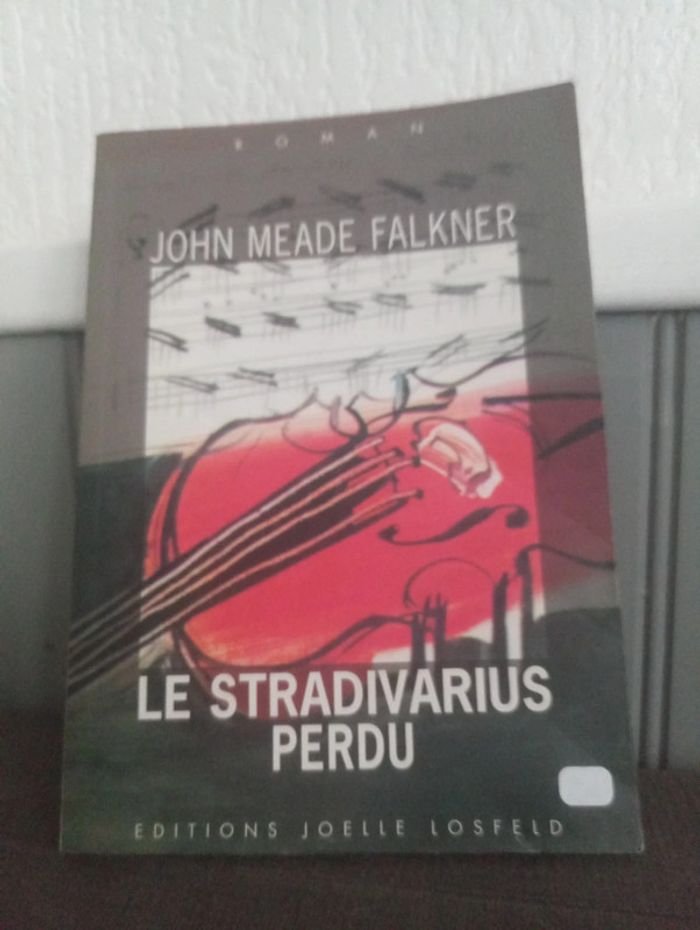 ROMAN
JOHN MEADE FALKNER
LE STRADIVARIUS
PERDU
EDITIONS JOELLE LOSFELD